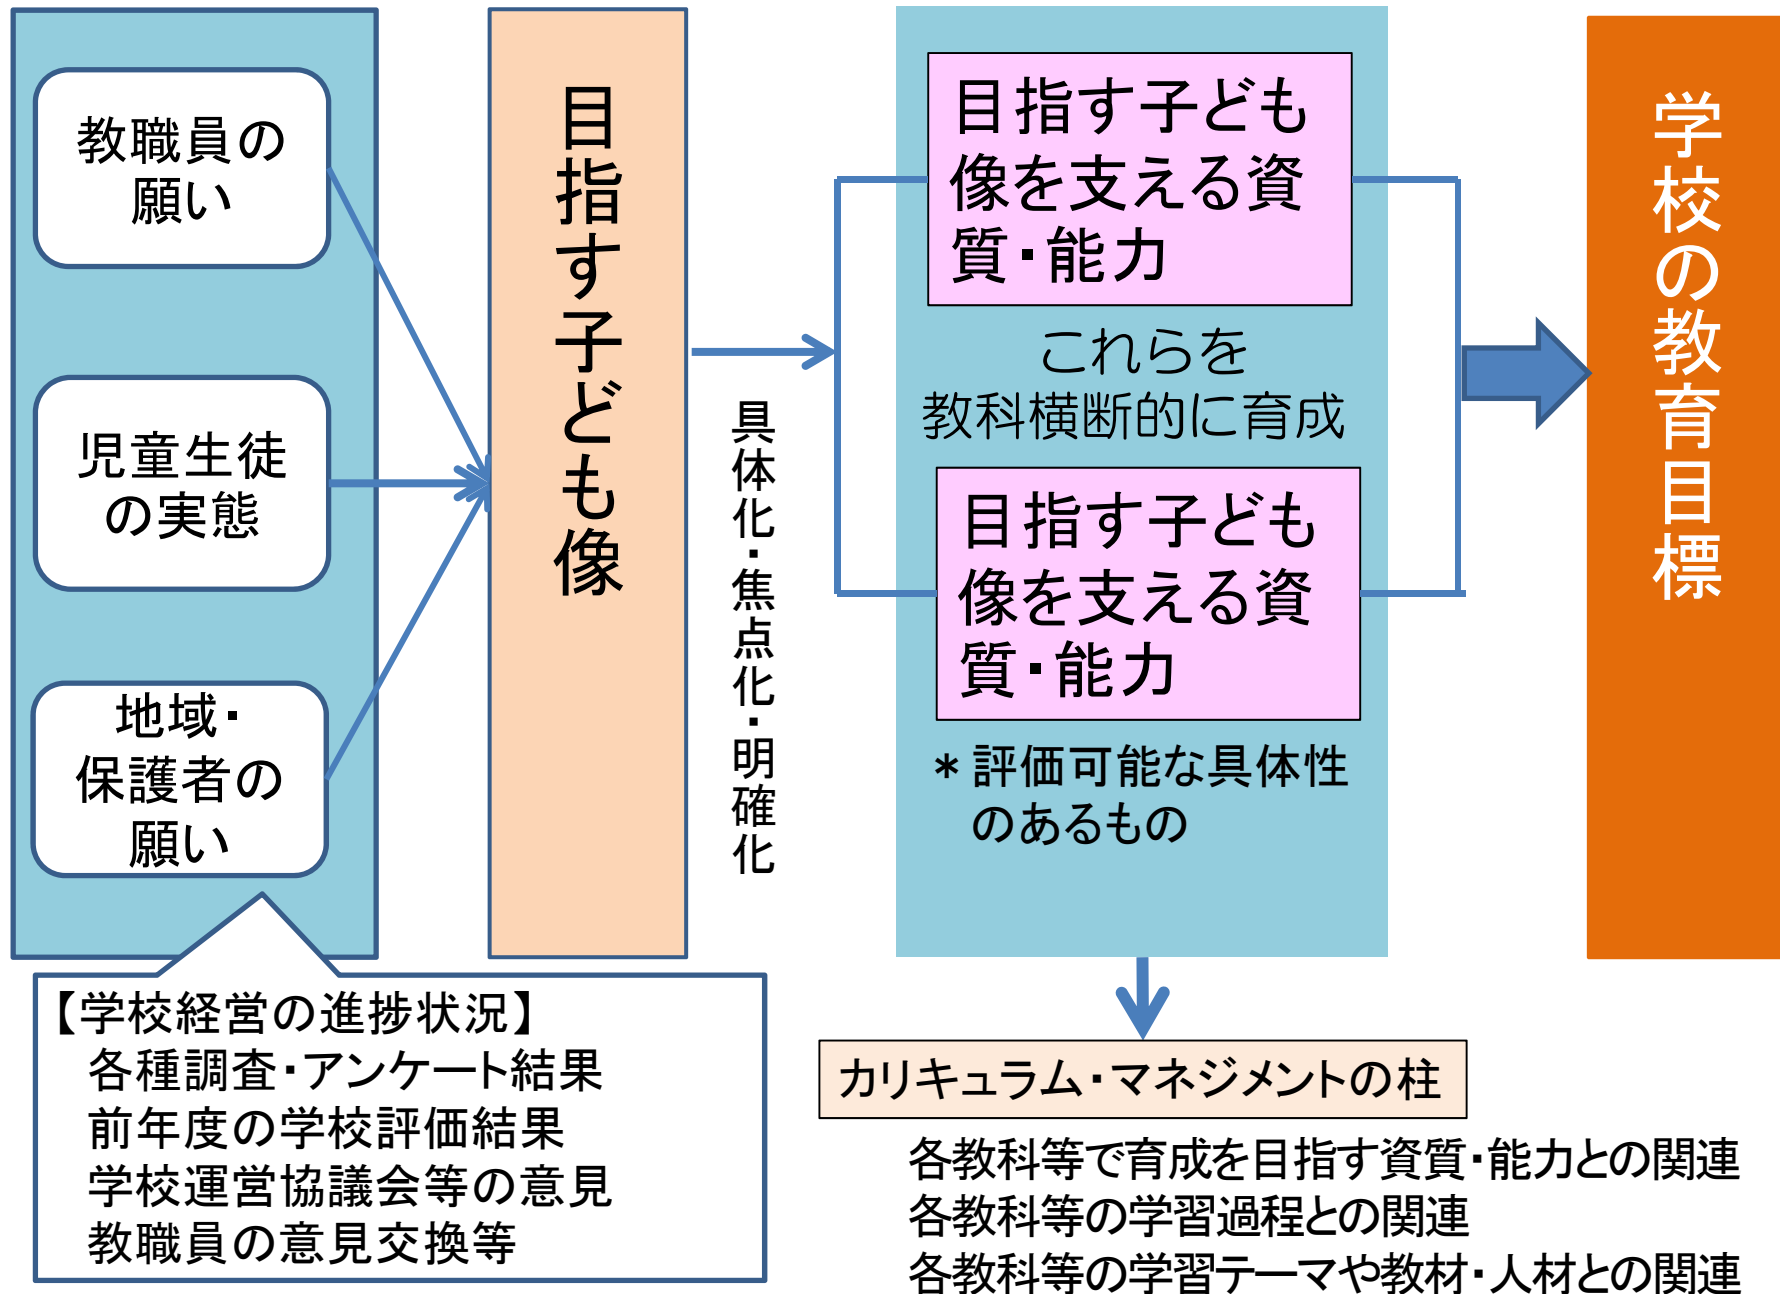 教職員の
願い
児童生徒
の実態
地域・
保護者の
願い
【学校経営の進捗状況】
各種調査・アンケート結果
前年度の学校評価結果
学校運営協議会等の意見
教職員の意見交換等
目指す子ども像
具体化・焦点化・明確化
目指す子ども
像を支える資
質・能力
これらを
教科横断的に育成
目指す子ども
像を支える資
質・能力
* 評価可能な具体性
のあるもの
学校の教育目標
カリキュラム・マネジメントの柱
各教科等で育成を目指す資質・能力との関連
各教科等の学習過程との関連
各教科等の学習テーマや教材・人材との関連